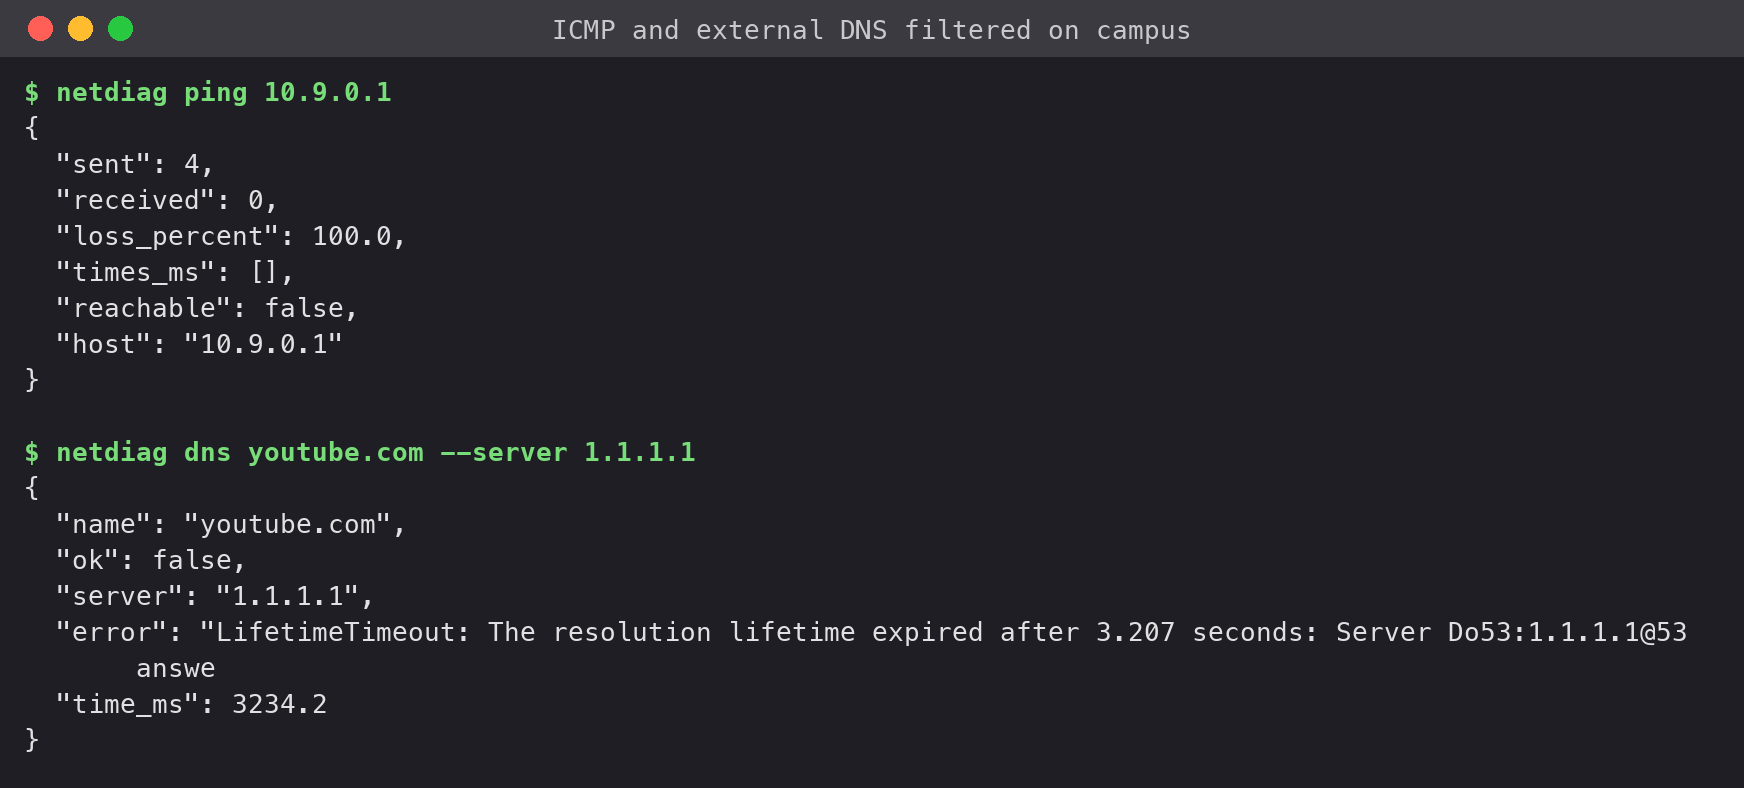 ICMP and external DNS filtered on campus
$ netdiag ping 10.9.0.1
{
  "sent": 4,
  "received": 0,
  "loss_percent": 100.0,
  "times_ms": [],
  "reachable": false,
  "host": "10.9.0.1"
}
$ netdiag dns youtube.com --server 1.1.1.1
{
  "name": "youtube.com",
  "ok": false,
  "server": "1.1.1.1",
  "error": "LifetimeTimeout: The resolution lifetime expired after 3.207 seconds: Server Do53:1.1.1.1@53
       answe
  "time_ms": 3234.2
}